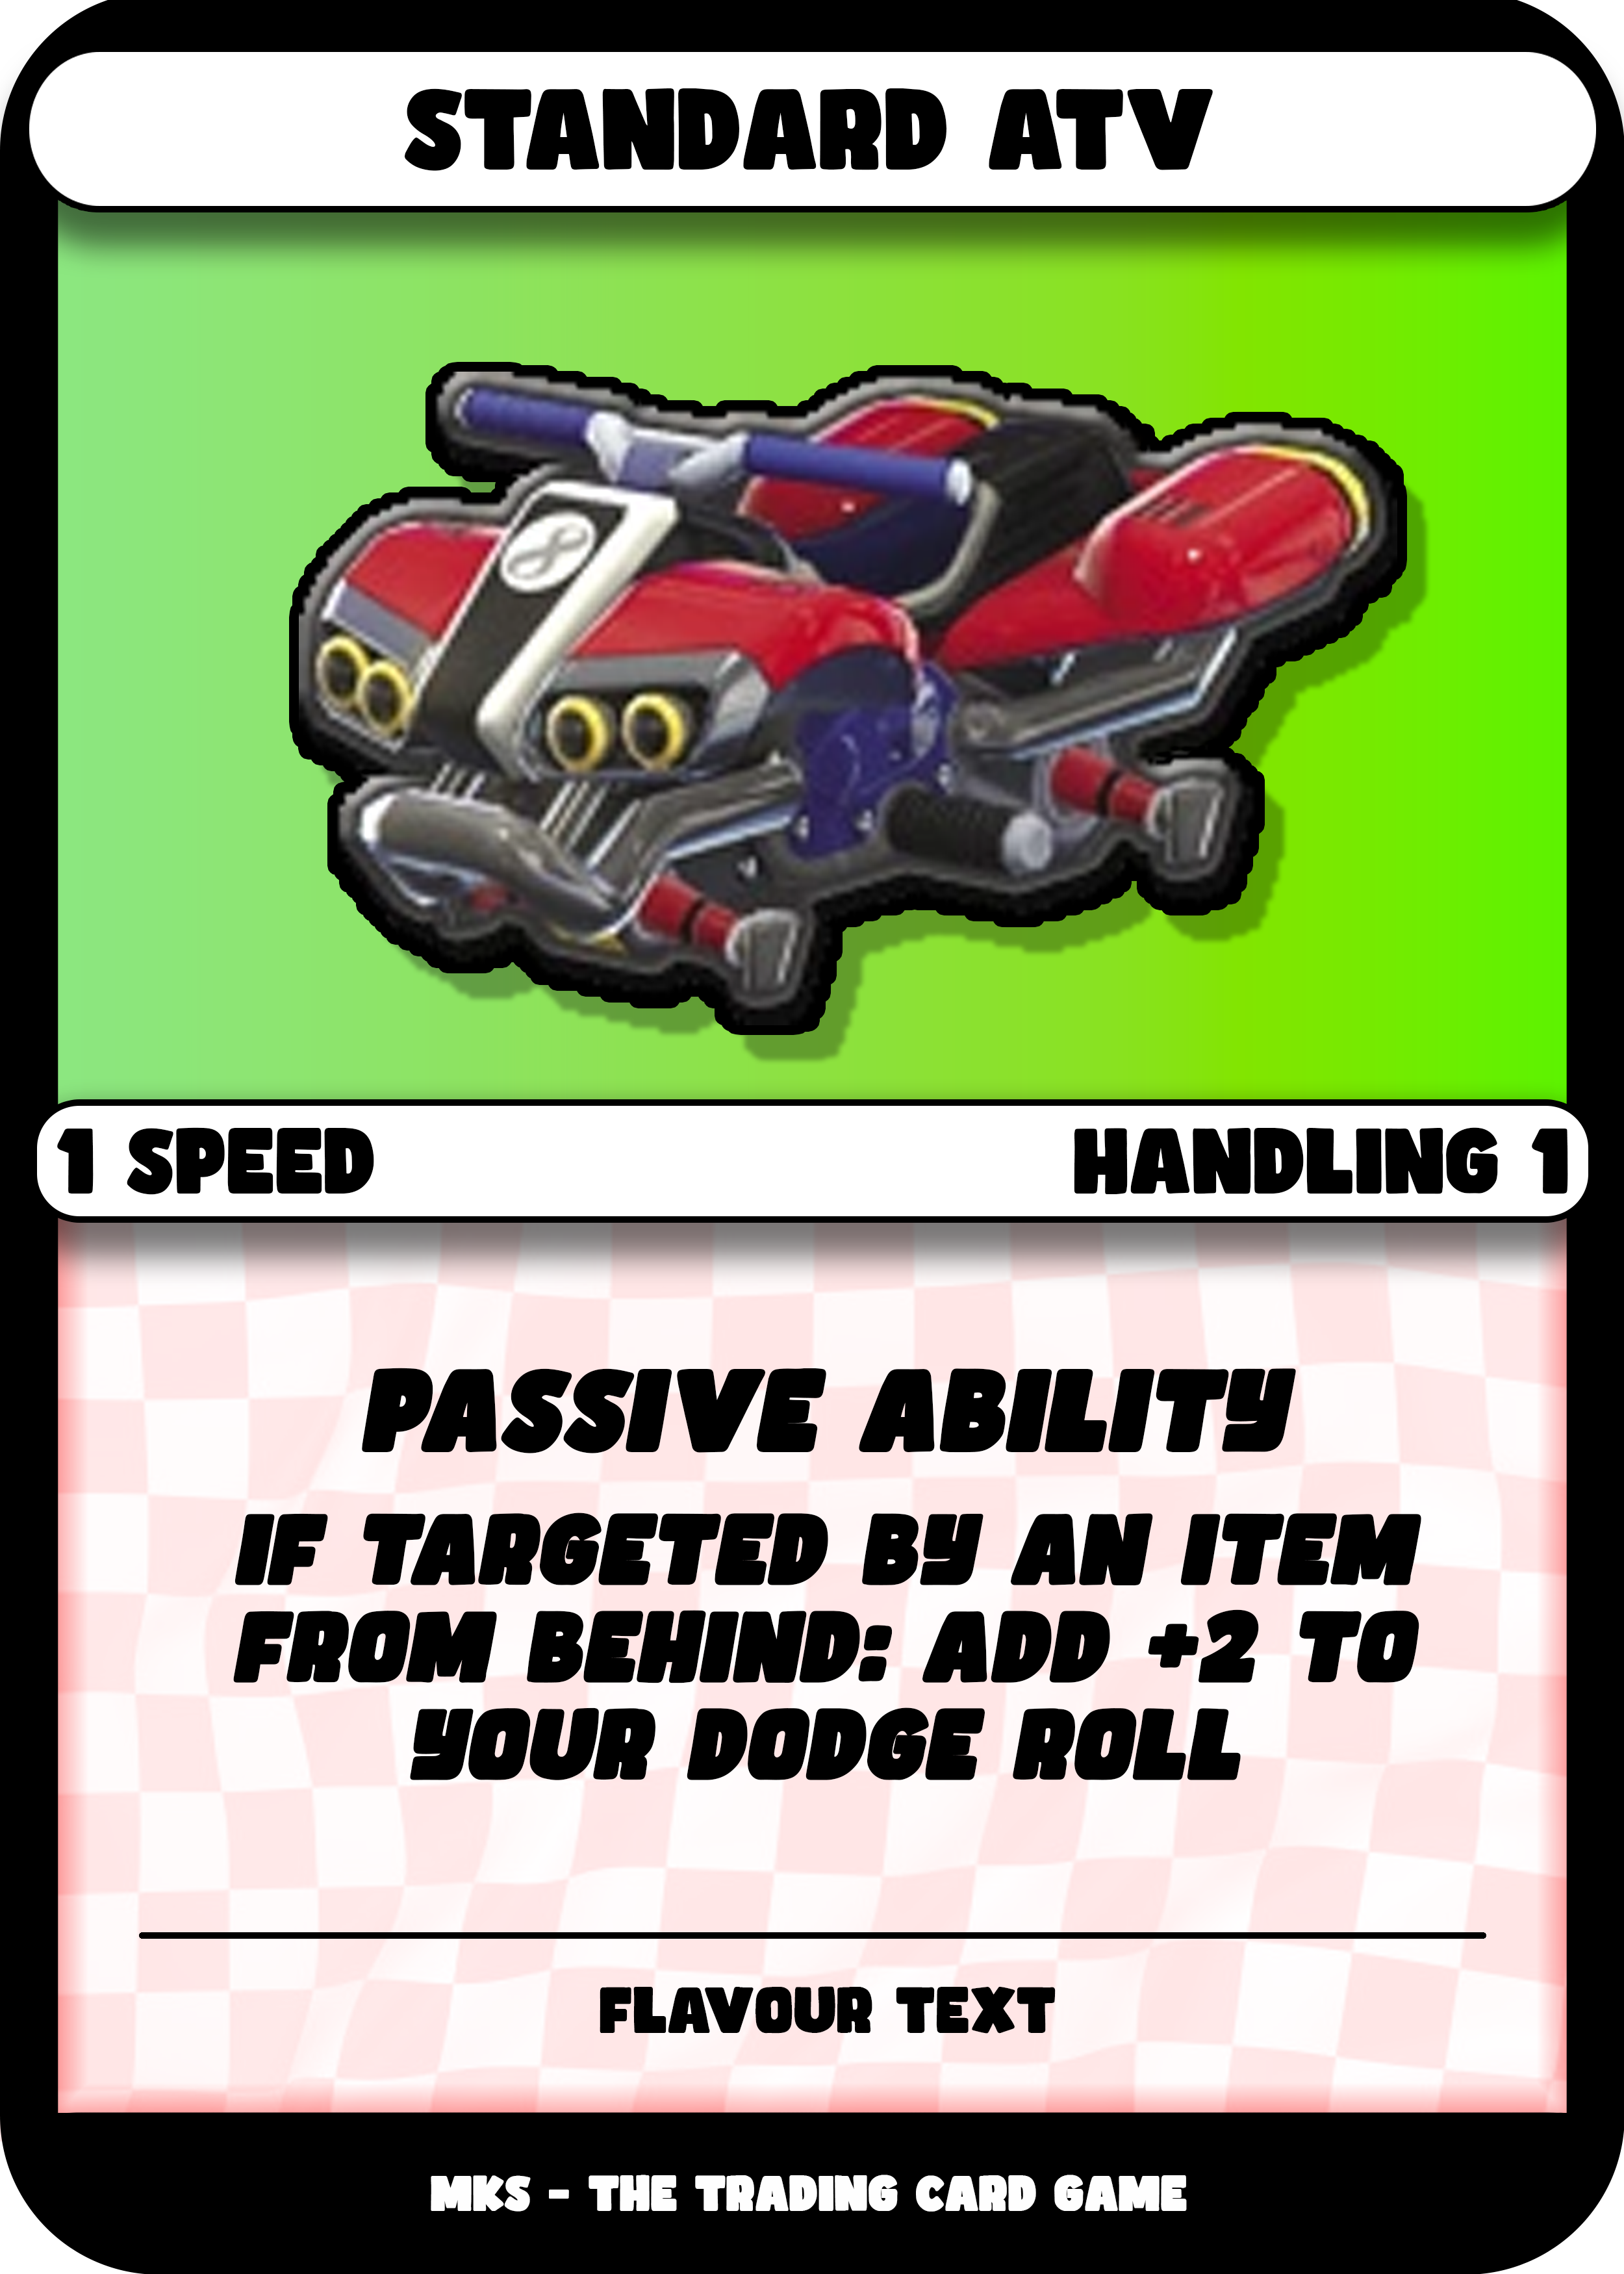 STANDARD ATV
1 SPEED
HANDLING 1
PASSIVE ABILITY
IF TARGETED BY AN ITEM
FROM BEHIND: ADD +2 TO
YOUR DODGE ROLL
FLAVOUR TEXT
MKS - THE TRADING CARD GAME